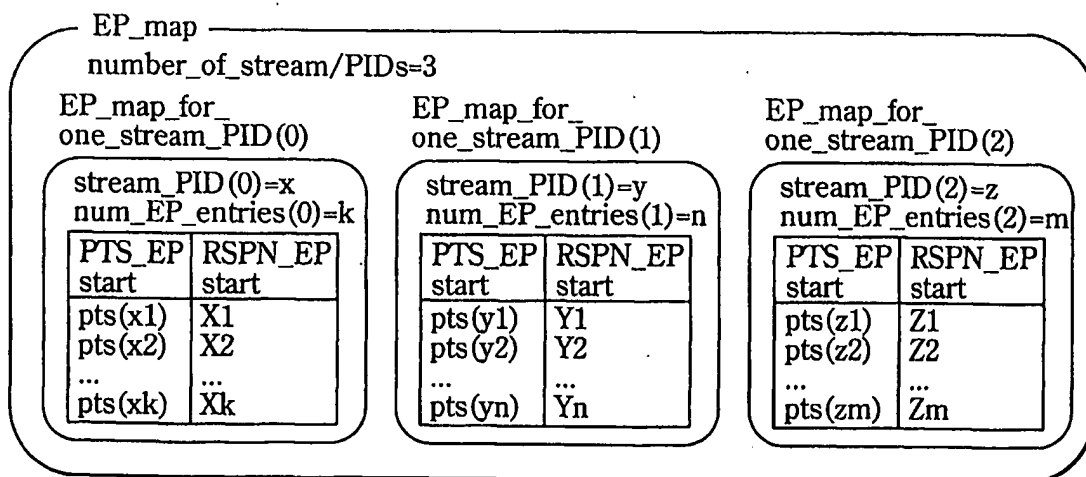 EP_map
number_of_stream/PIDs=3
EP_map_for_
one_stream_PID(0)
stream_PID(0)=x
num_EP_entries(0)=k
PTS_EP RSPN_EP
start start
pts(x1) X1
pts(x2) X2
... ...
pts(xk) Xk
EP_map_for_
one_stream_PID(1)
stream_PID(1)=y
num_EP_entries(1)=n
PTS_EP RSPN_EP
start start
pts(y1) Y1
pts(y2) Y2
... ...
pts(yn) Yn
EP_map_for_
one_stream_PID(2)
stream_PID(2)=z
num_EP_entries(2)=m
PTS_EP RSPN_EP
start start
pts(z1) Z1
pts(z2) Z2
... ...
pts(zm) Zm